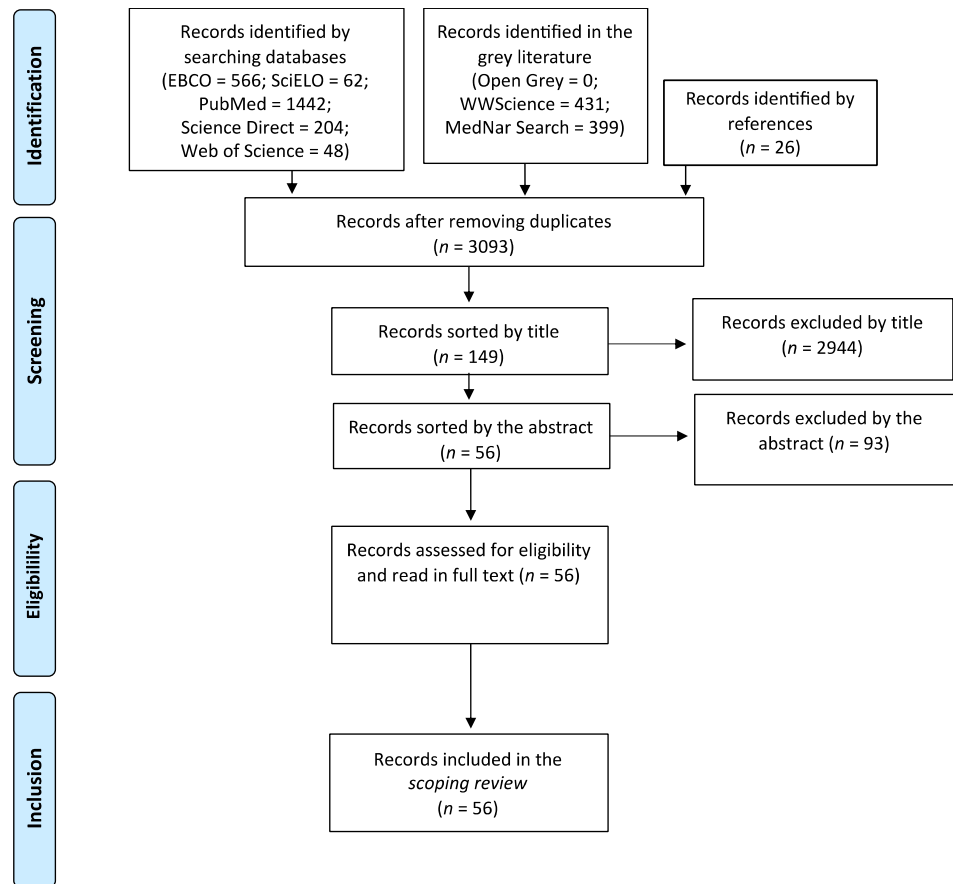 Identification
Records identified by
searching databases
(EBCO = 566; SciELO = 62;
PubMed = 1442;
Science Direct = 204;
Web of Science = 48)
Records identified in the
grey literature
(Open Grey = 0;
WWScience = 431;
MedNar Search = 399)
Records identified by
references
(n = 26)
Screening
Records after removing duplicates
(n = 3093)
Records sorted by title
(n = 149)
Records excluded by title
(n = 2944)
Records sorted by the abstract
(n = 56)
Records excluded by the
abstract (n = 93)
Eligibilility
Records assessed for eligibility
and read in full text (n = 56)
Inclusion
Records included in the
scoping review
(n = 56)